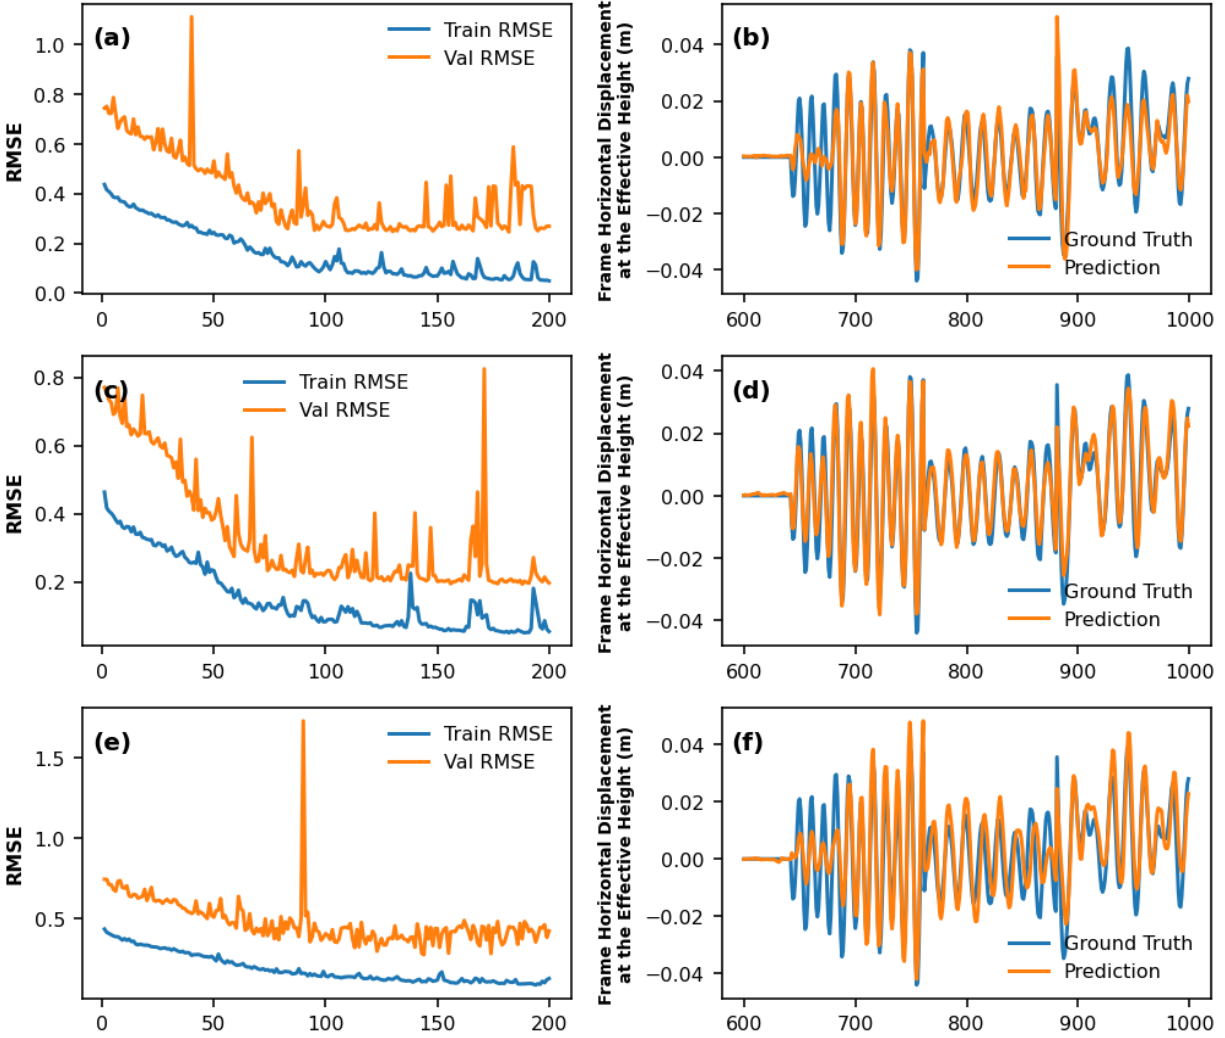 (a)
Train RMSE
Val RMSE
RMSE
1.0
0.8
0.6
0.4
0.2
0.0
0
50
100
150
200
(b)
Frame Horizontal Displacement
at the Effective Height (m)
0.04
0.02
0.00
−0.02
−0.04
Ground Truth
Prediction
600
700
800
900
1000
(c)
Train RMSE
Val RMSE
RMSE
0.8
0.6
0.4
0.2
0
50
100
150
200
(d)
Frame Horizontal Displacement
at the Effective Height (m)
0.04
0.02
0.00
−0.02
−0.04
Ground Truth
Prediction
600
700
800
900
1000
(e)
Train RMSE
Val RMSE
RMSE
1.5
1.0
0.5
0
50
100
150
200
(f)
Frame Horizontal Displacement
at the Effective Height (m)
0.04
0.02
0.00
−0.02
−0.04
Ground Truth
Prediction
600
700
800
900
1000